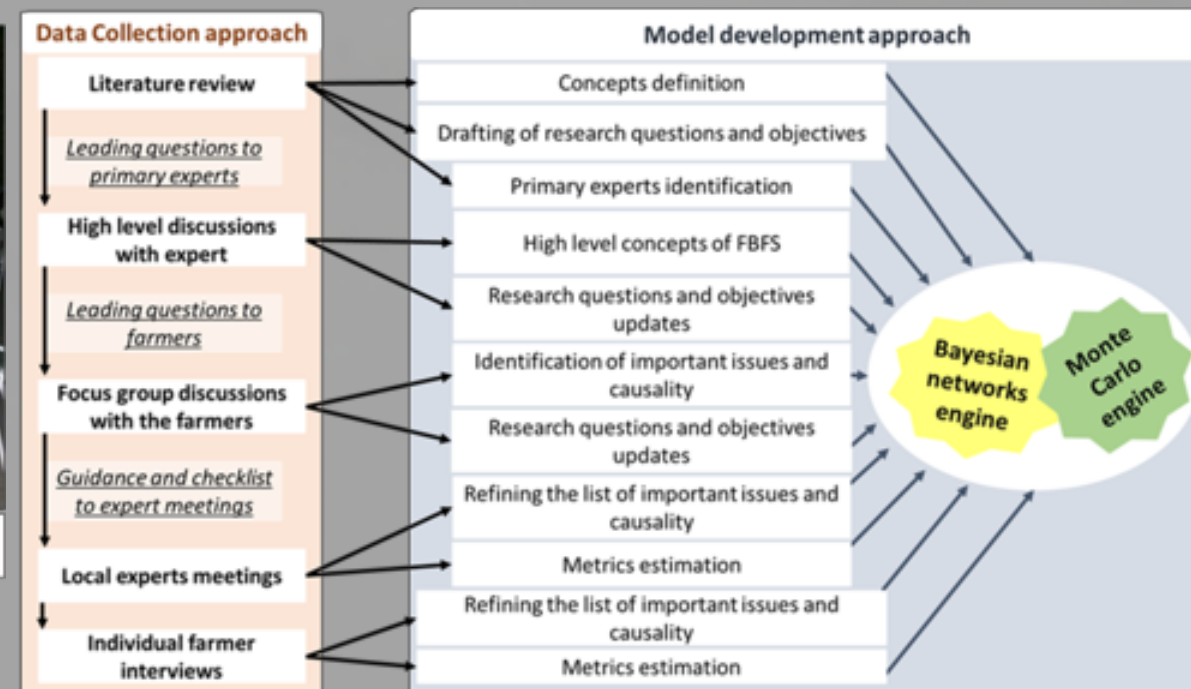 Data Collection approach
Literature review
Leading questions to
primary experts
High level discussions
with expert
Leading questions to
farmers
Focus group discussions
with the farmers
Guidance and checklist
to expert meetings
Local experts meetings
Individual farmer
interviews
Model development approach
Concepts definition
Drafting of research questions and objectives
Primary experts identification
High level concepts of FBFS
Research questions and objectives
updates
Identification of important issues and
causality
Research questions and objectives
updates
Refining the list of important issues and
causality
Metrics estimation
Refining the list of important issues and
causality
Metrics estimation
Bayesian
networks
engine
Monte
Carlo
engine